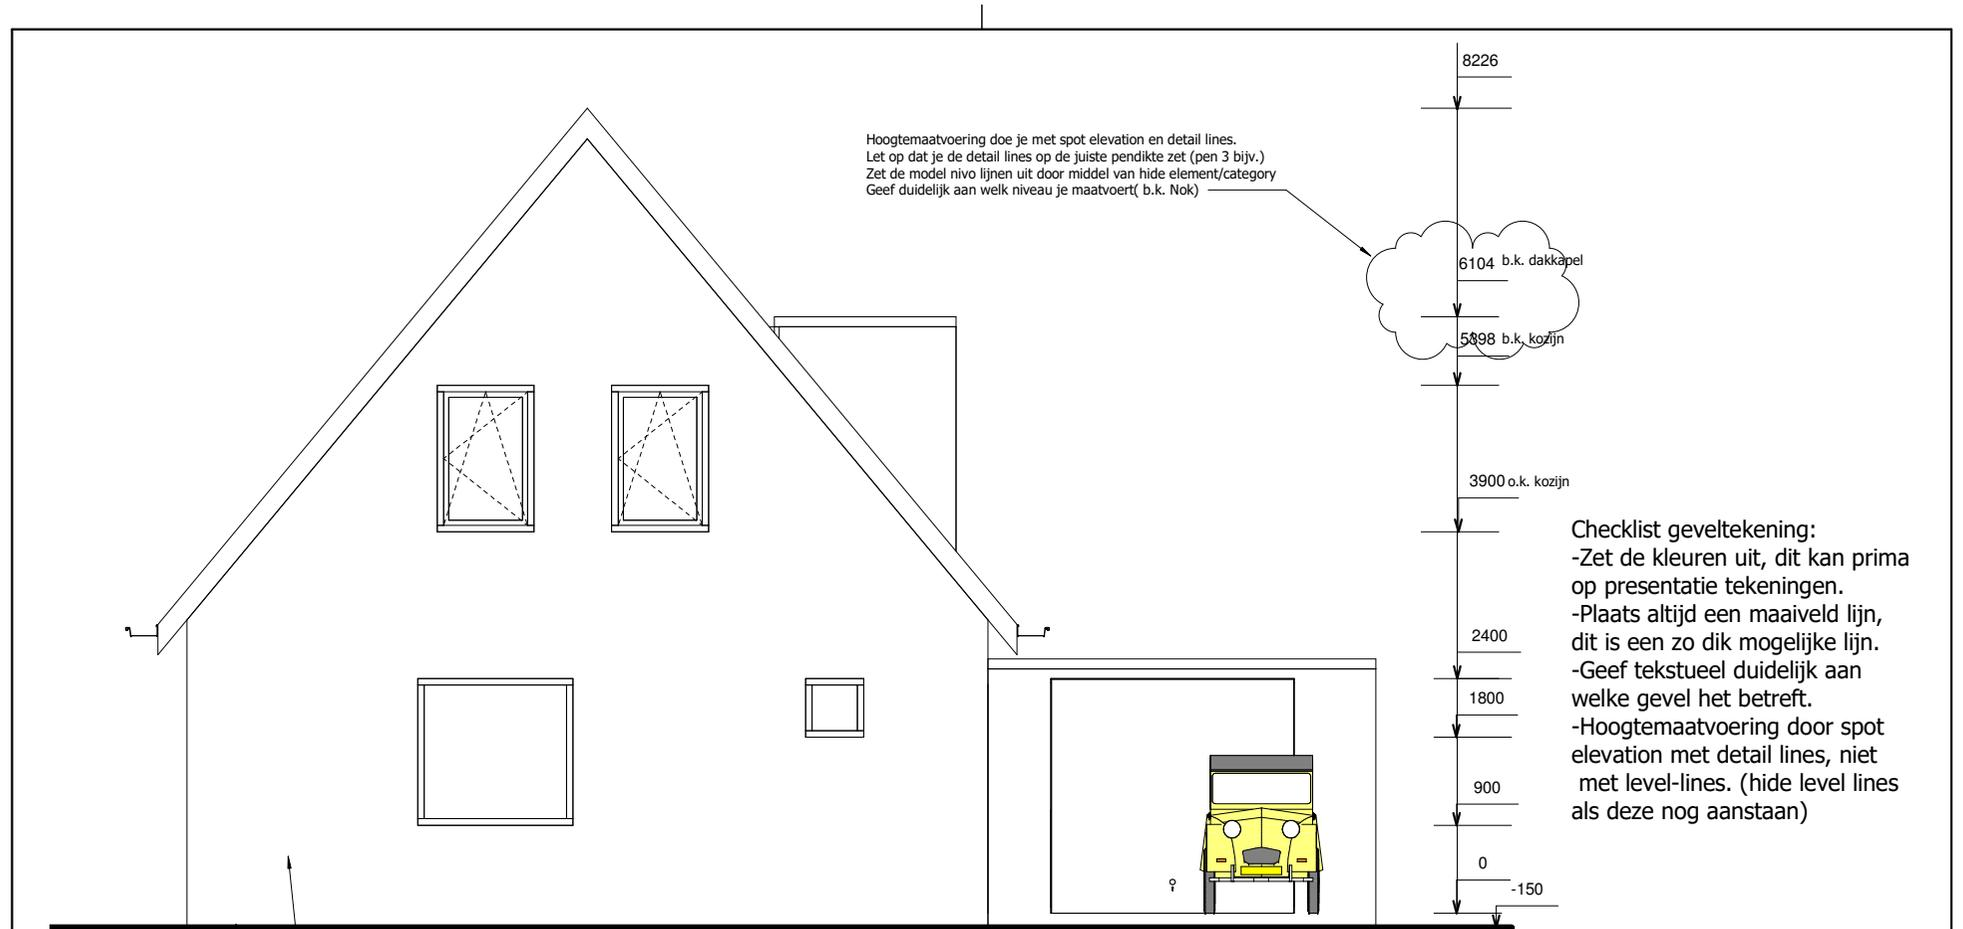 8226
Hoogtemaatvoering doe je met spot elevation en detail lines.
Let op dat je de detail lines op de juiste pendikte zet (pen 3 bijv.)
Zet de model nivo lijnen uit door middel van hide element/category
Geef duidelijk aan welk niveau je maatvoert( b.k. Nok)
6104 b.k. dakkapel
5398 b.k. kozijn
3900 o.k. kozijn
Checklist geveltekening:
-Zet de kleuren uit, dit kan prima
op presentatie tekeningen.
-Plaats altijd een maaiveld lijn,
dit is een zo dik mogelijke lijn.
-Geef tekstueel duidelijk aan
welke gevel het betreft.
-Hoogtemaatvoering door spot
elevation met detail lines, niet
met level-lines. (hide level lines
als deze nog aanstaan)
2400
1800
900
0
-150